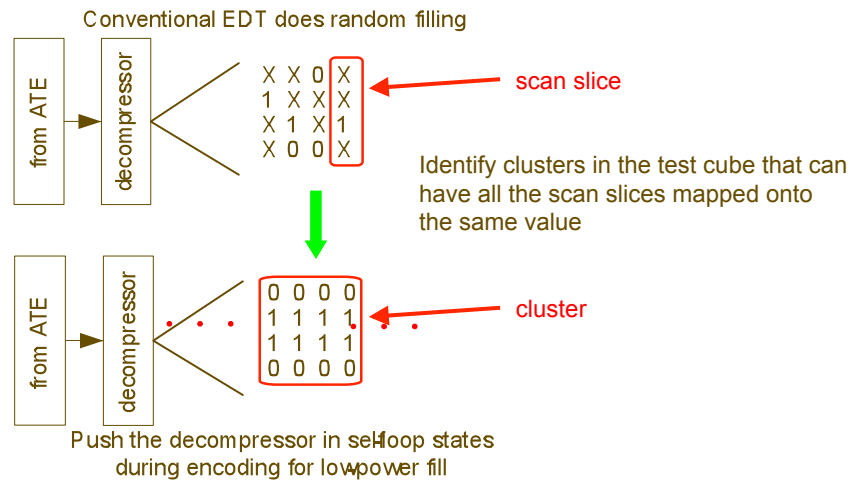 Conventional EDT does random filling
from ATE
decompressor
X X 0 X
1 X X X
X 1 X 1
X 0 0 X
scan slice
Identify clusters in the test cube that can
have all the scan slices mapped onto
the same value
from ATE
decompressor
0 0 0 0
1 1 1 1
1 1 1 1
0 0 0 0
cluster
Push the decompressor in self-loop states
during encoding for low-power fill